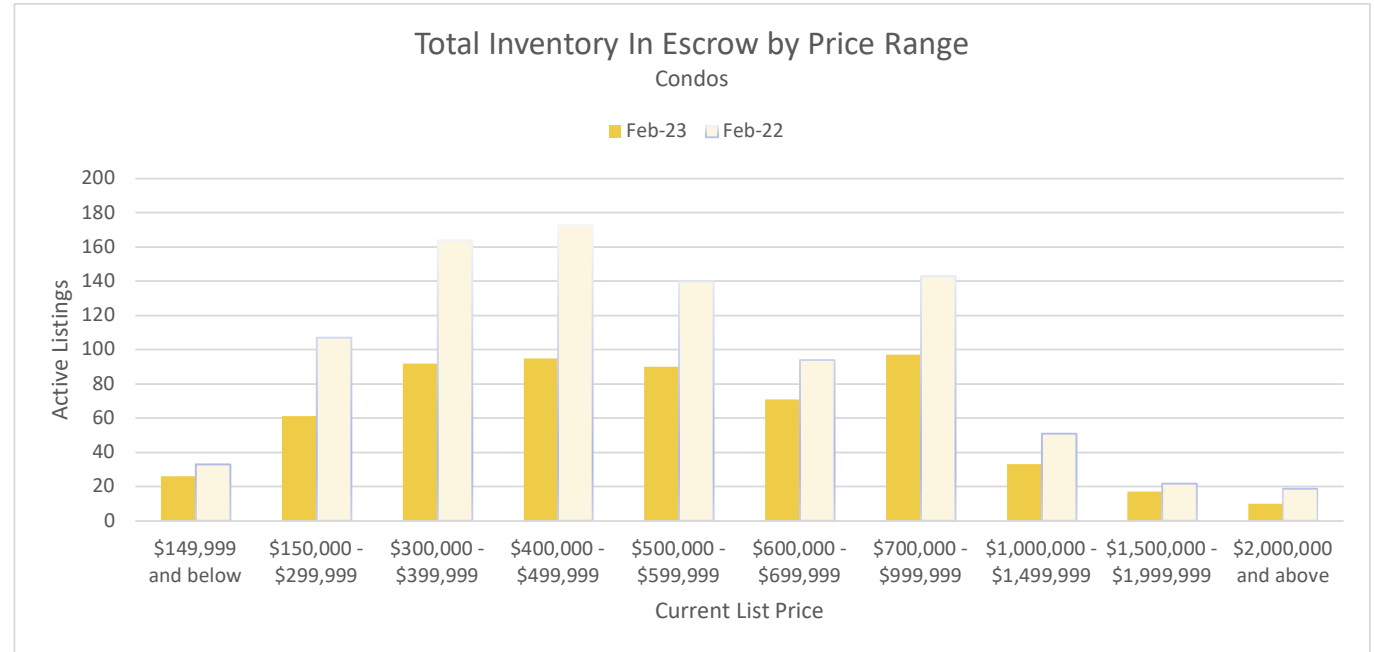 Total Inventory In Escrow by Price Range
Condos
Feb-23 Feb-22
200
180
160
140
120
100
80
60
40
20
0
Active Listings
$149,999 and below
$150,000 - $299,999
$300,000 - $399,999
$400,000 - $499,999
$500,000 - $599,999
$600,000 - $699,999
$700,000 - $999,999
$1,000,000 - $1,499,999
$1,500,000 - $1,999,999
$2,000,000 and above
Current List Price